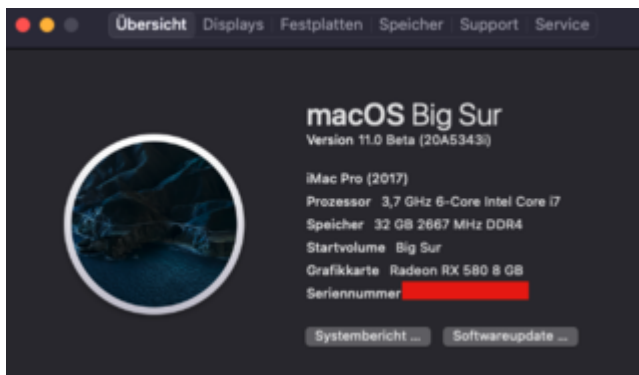 Übersicht Displays Festplatten Speicher Support Service
macOS Big Sur
Version 11.0 Beta (20A5343i)
iMac Pro (2017)
Prozessor 3,7 GHz 6-Core Intel Core i7
Speicher 32 GB 2667 MHz DDR4
Startvolume Big Sur
Grafikkarte Radeon RX 580 8 GB
Seriennummer
Systembericht ... Softwareupdate ...